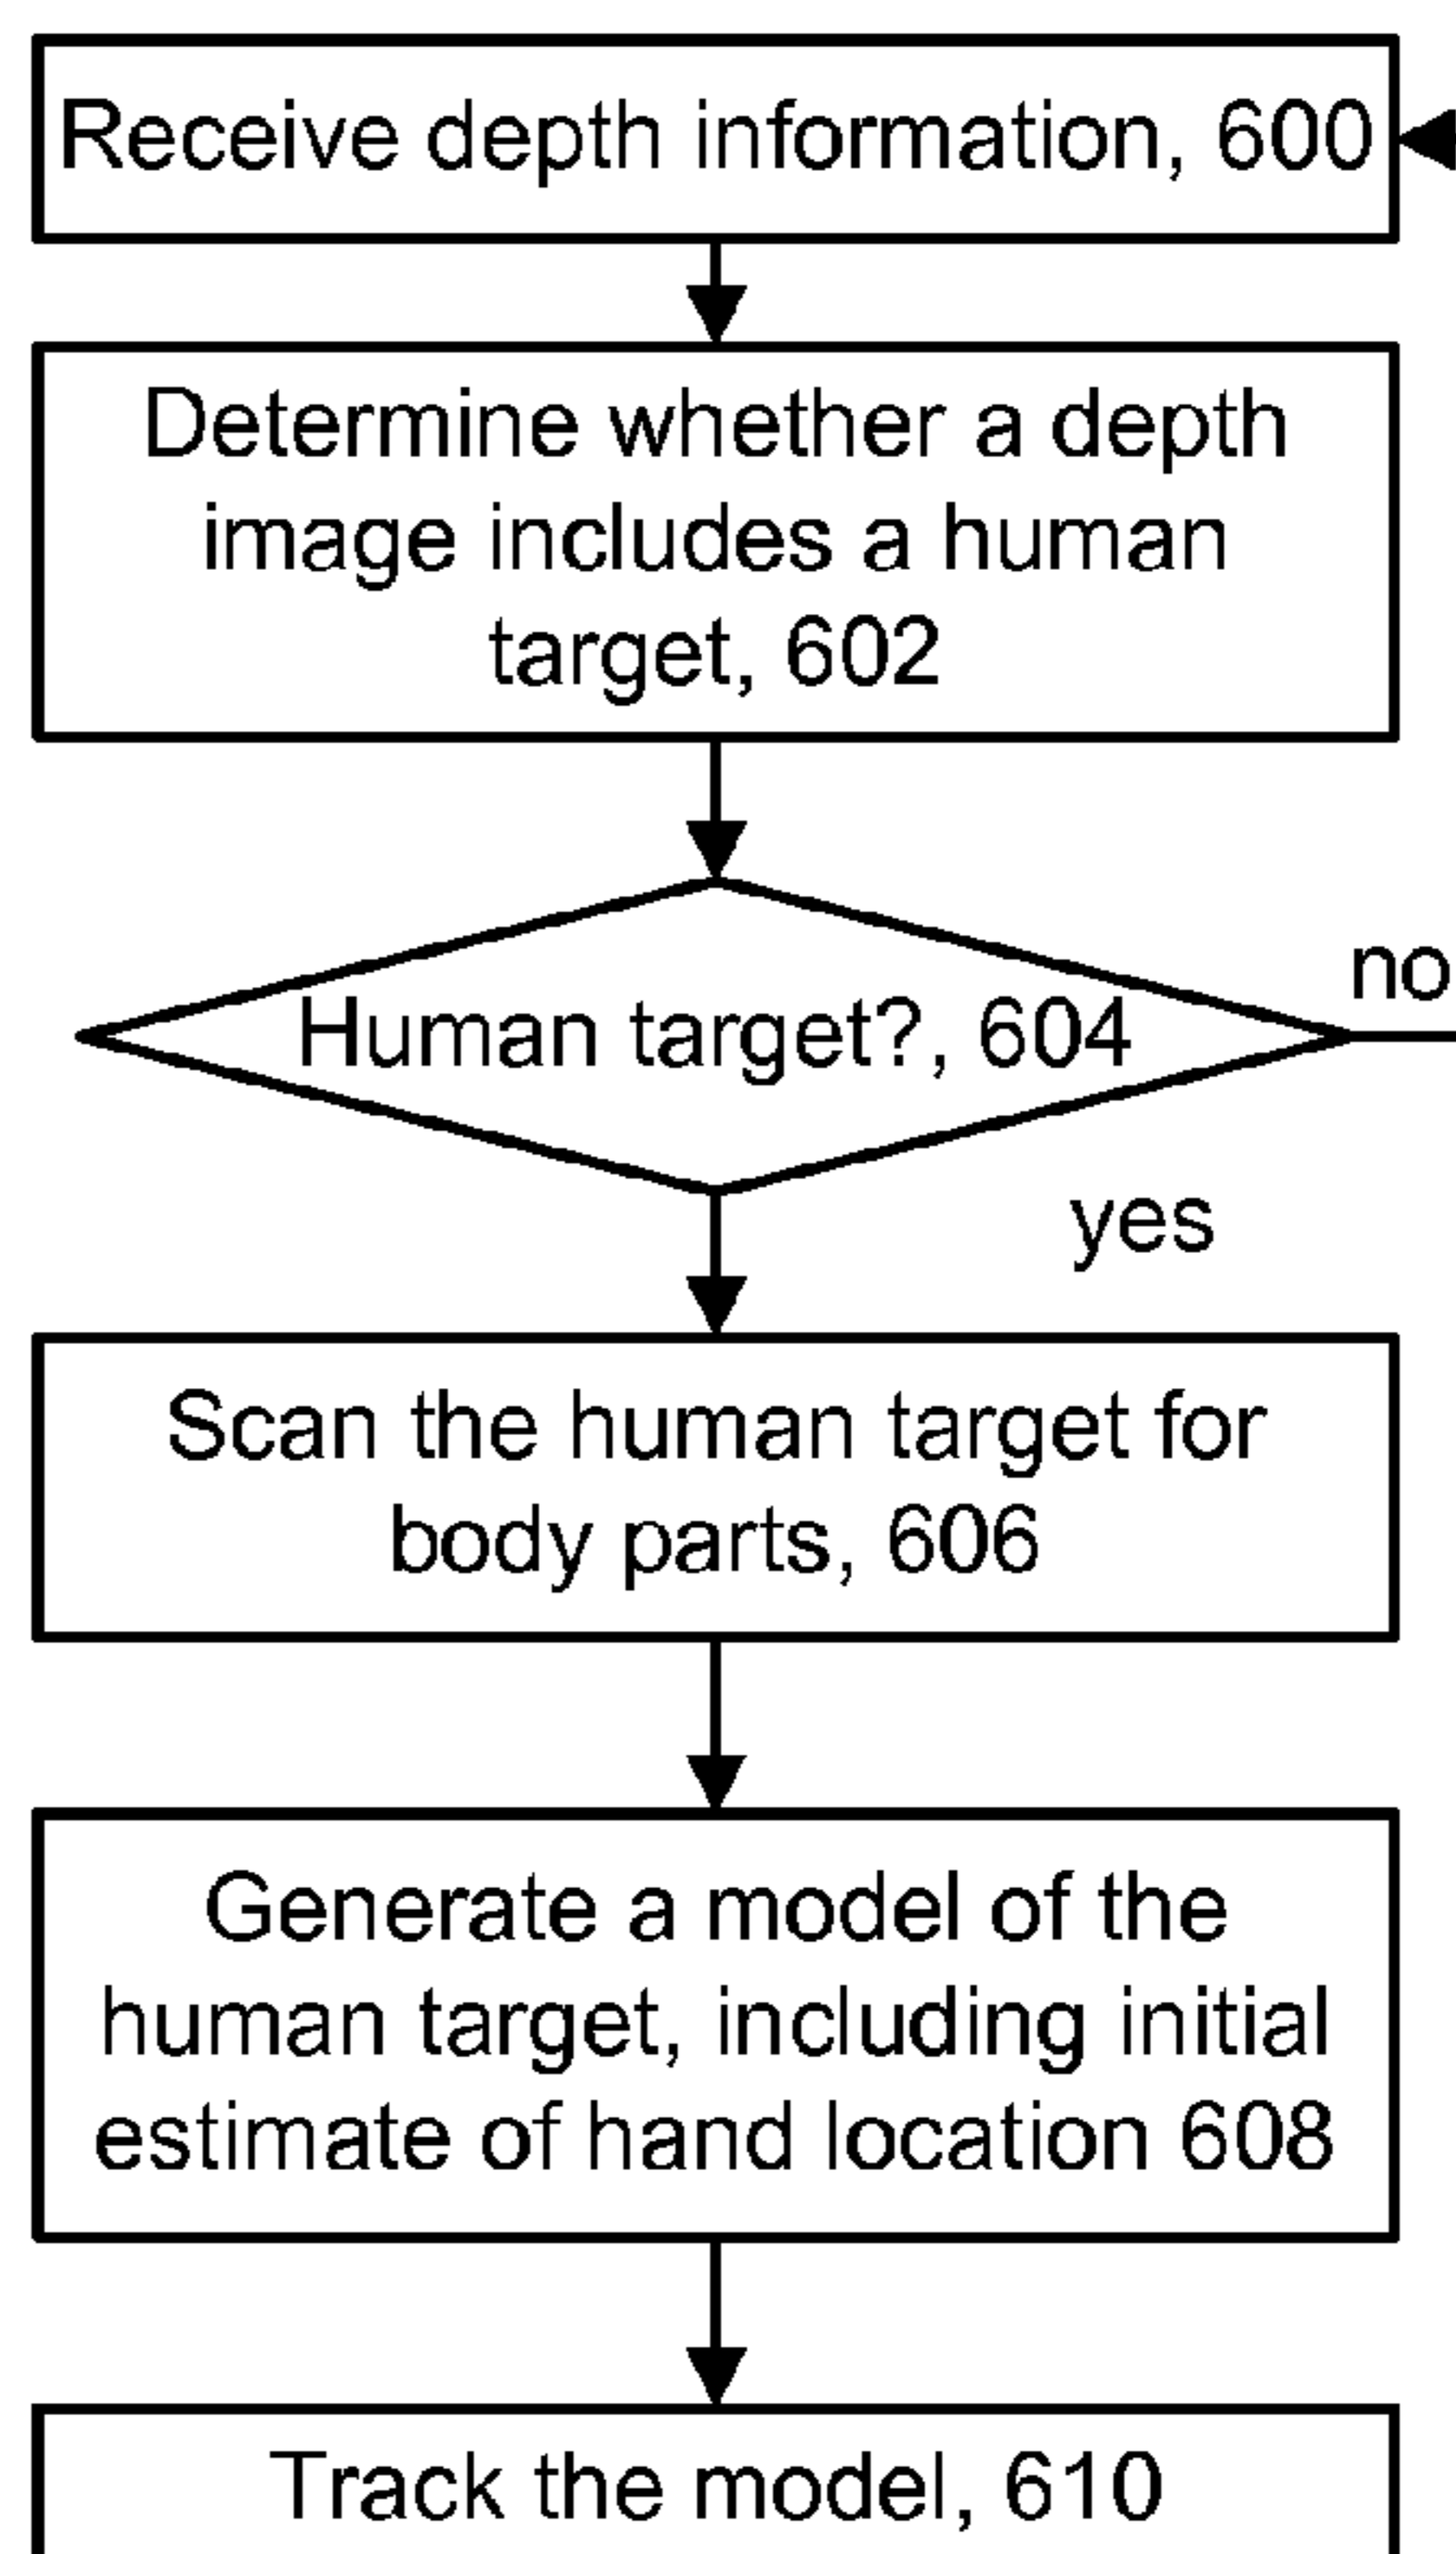 Receive depth information, 600
Determine whether a depth
image includes a human
target, 602
Human target?, 604
no
yes
Scan the human target for
body parts, 606
Generate a model of the
human target, including initial
estimate of hand location 608
Track the model, 610